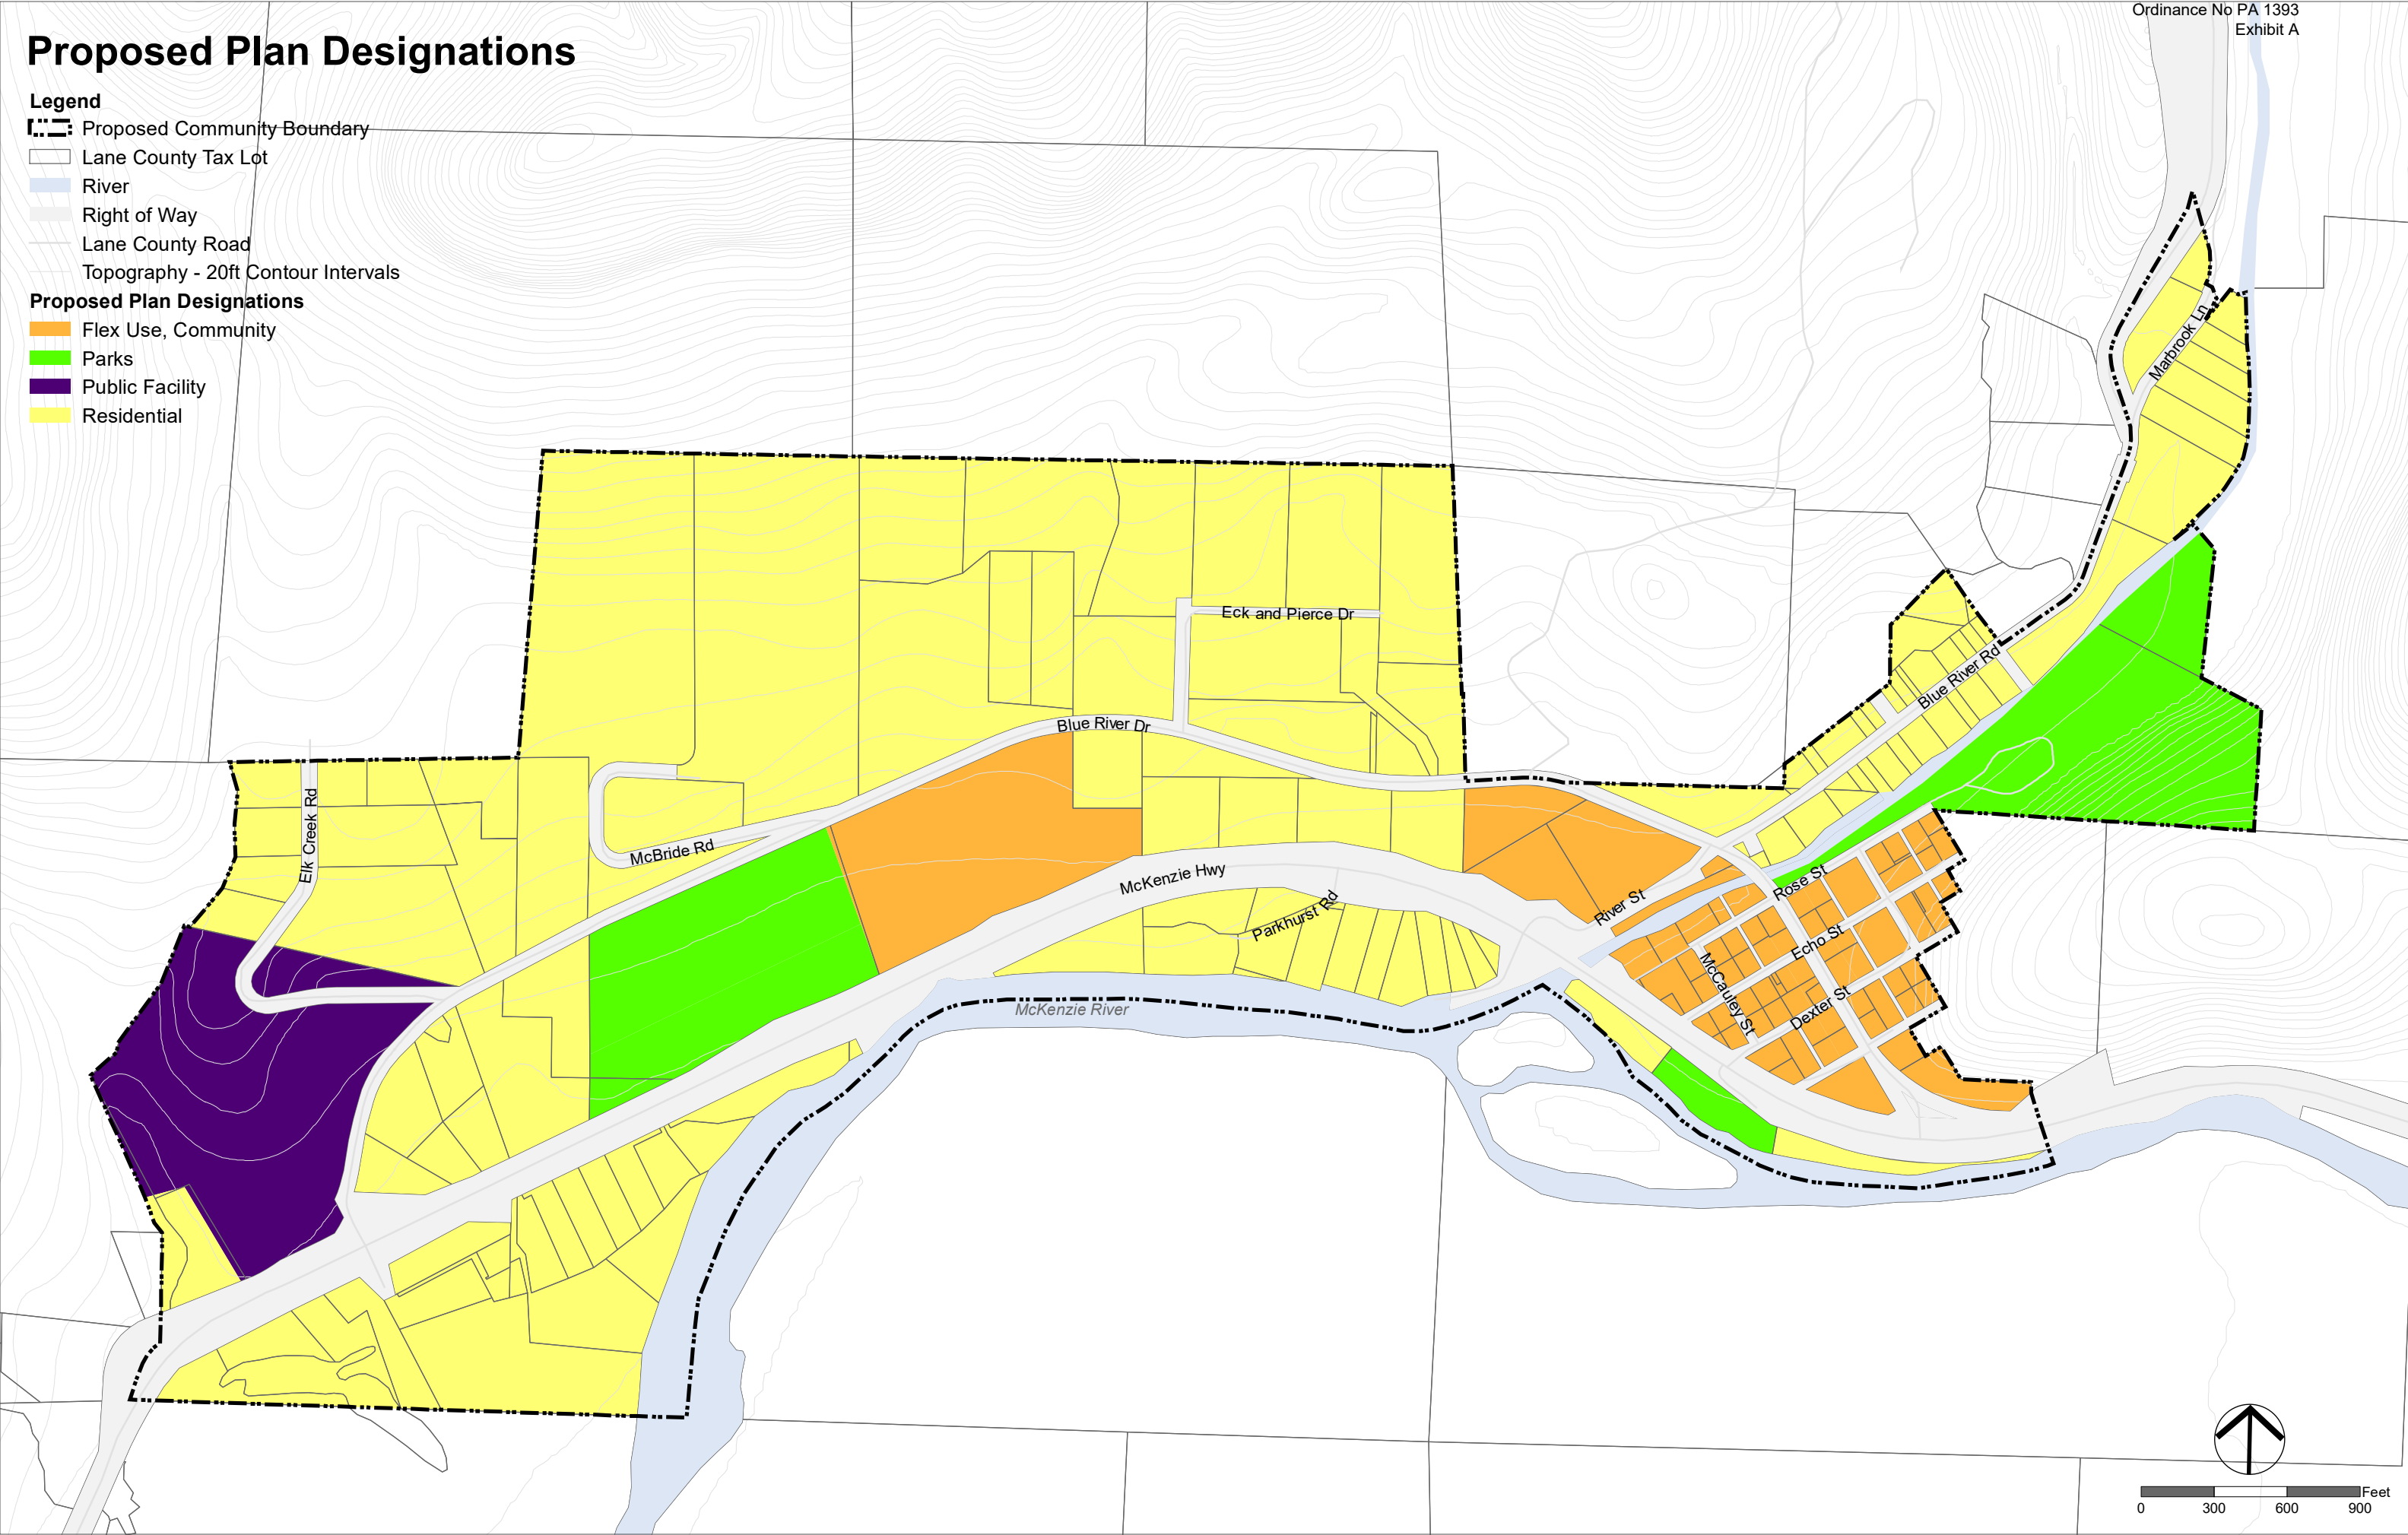 Ordinance No PA 1393
Exhibit A
Proposed Plan Designations
Legend
Proposed Community Boundary
Lane County Tax Lot
River
Right of Way
Lane County Road
Topography - 20ft Contour Intervals
Proposed Plan Designations
Flex Use, Community
Parks
Public Facility
Residential
Marbrook Ln
Eck and Pierce Dr
Blue River Rd
Blue River Dr
Elk Creek Rd
McBride Rd
McKenzie Hwy
Parkhurst Rd
River St
Rose St
Echo St
McCauley St
Dexter St
McKenzie River
Feet
0 300 600 900